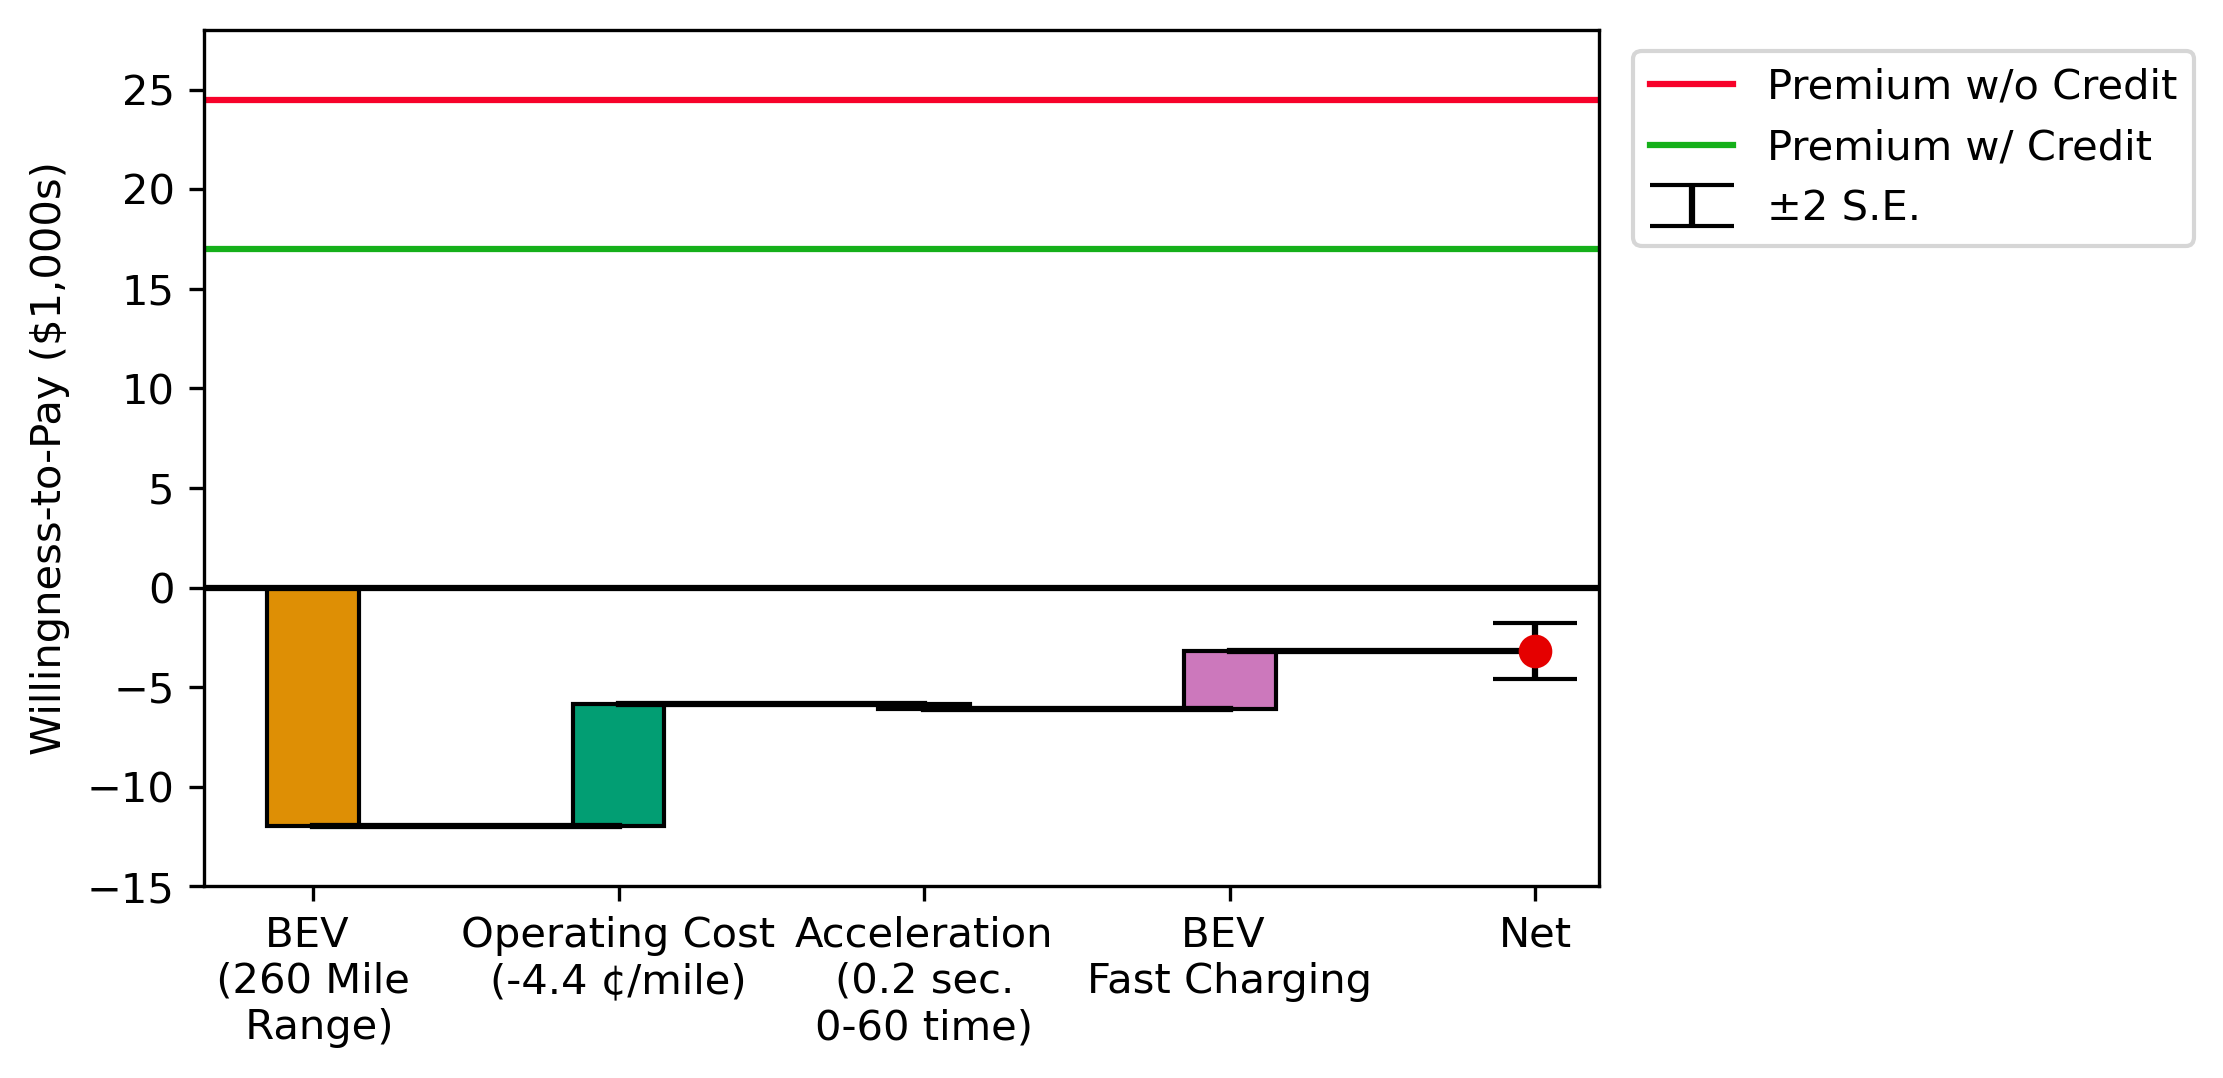 Willingness-to-Pay ($1,000s)
25
20
15
10
5
0
−5
−10
−15
BEV
(260 Mile
Range)
Operating Cost
(-4.4 ¢/mile)
Acceleration
(0.2 sec.
0-60 time)
BEV
Fast Charging
Net
Premium w/o Credit
Premium w/ Credit
±2 S.E.